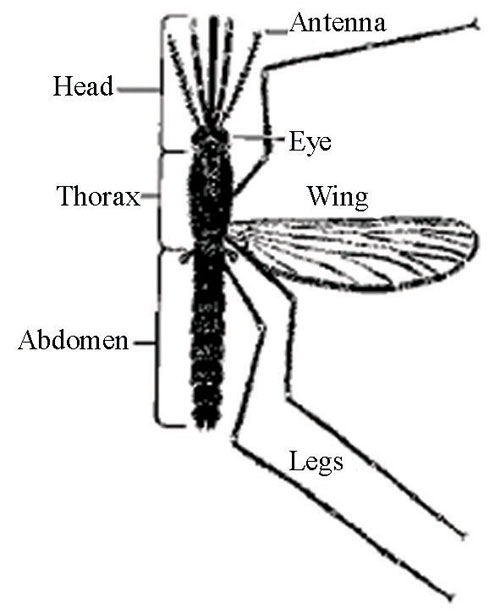 Antenna
Head
Eye
Thorax
Wing
Abdomen
Legs